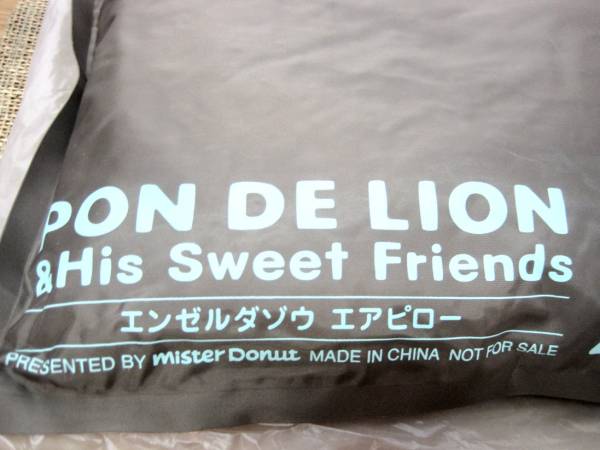 PON DE LION
&His Sweet Friends
エンゼルダゾウ エアピロー
PRESENTED BY mister Donut MADE IN CHINA NOT FOR SALE